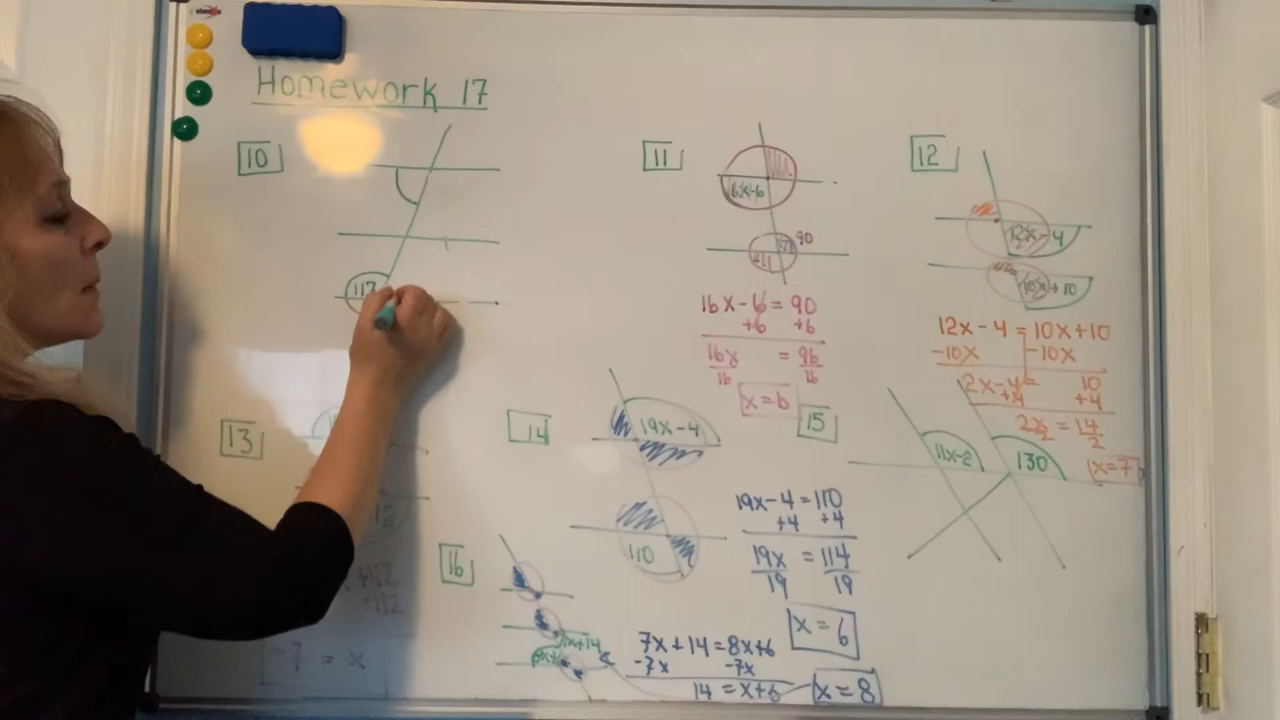 Homework 17
10
117
11
16x-6
90
16x-6 = 90
+6 +6
16x = 96
16 16
x=6
12
12x-4
10x+10
12x-4 = 10x+10
-10x -10x
2x-4= 10
+4 +4
2x = 14
2 2
x=7
13
-7 = x
14
19x-4
110
19x-4=110
+4 +4
19x = 114
19 19
x=6
15
11x-2
130
16
7x+14
7x+14=8x+6
-7x -7x
14 = x+6
x=8